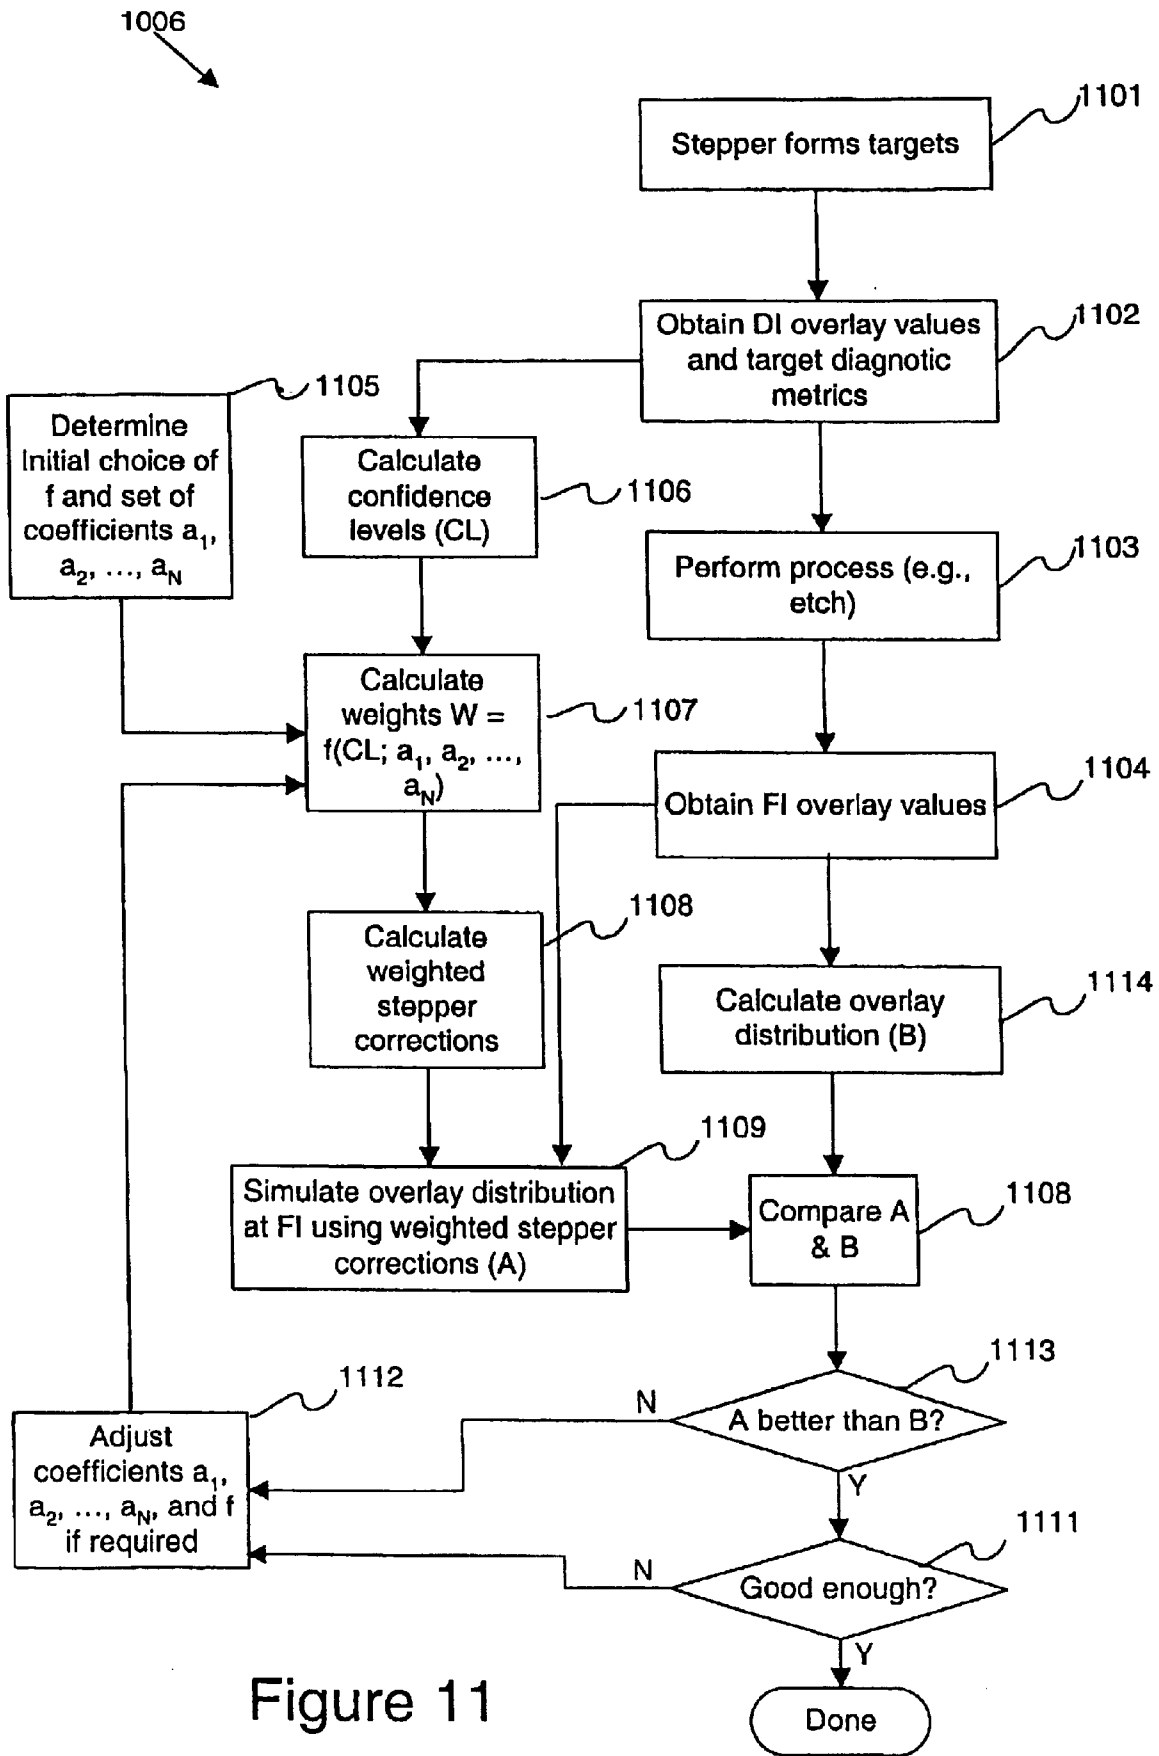 1006
1101
Stepper forms targets
1102
Obtain DI overlay values
and target diagnotic
metrics
1105
Determine
Initial choice of
f and set of
coefficients a1,
a2, ..., aN
Calculate
confidence
levels (CL)
1106
1103
Perform process (e.g.,
etch)
Calculate
weights W =
f(CL; a1, a2, ...,
aN)
1107
1104
Obtain FI overlay values
1108
Calculate
weighted
stepper
corrections
1114
Calculate overlay
distribution (B)
1109
Simulate overlay distribution
at FI using weighted stepper
corrections (A)
1108
Compare A
& B
1113
A better than B?
N
Y
1112
Adjust
coefficients a1,
a2, ..., aN, and f
if required
1111
Good enough?
N
Y
Done
Figure 11